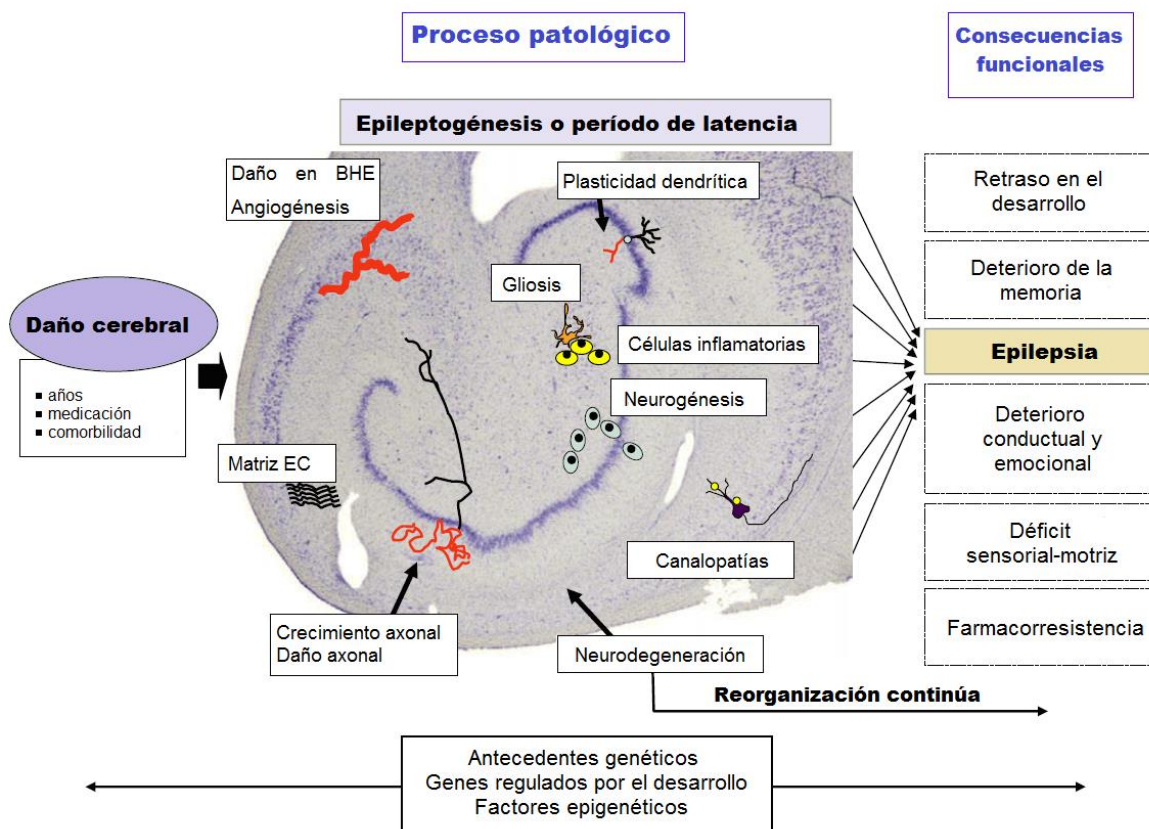 Proceso patológico
Consecuencias
funcionales
Epileptogénesis o período de latencia
Daño en BHE
Angiogénesis
Plasticidad dendrítica
Gliosis
Células inflamatorias
Neurogénesis
Daño cerebral
▪ años
▪ medicación
▪ comorbilidad
Matriz EC
Canalopatías
Crecimiento axonal
Daño axonal
Neurodegeneración
Retraso en el
desarrollo
Deterioro de la
memoria
Epilepsia
Deterioro
conductual y
emocional
Déficit
sensorial-motriz
Farmacorresistencia
Reorganización continúa
Antecedentes genéticos
Genes regulados por el desarrollo
Factores epigenéticos